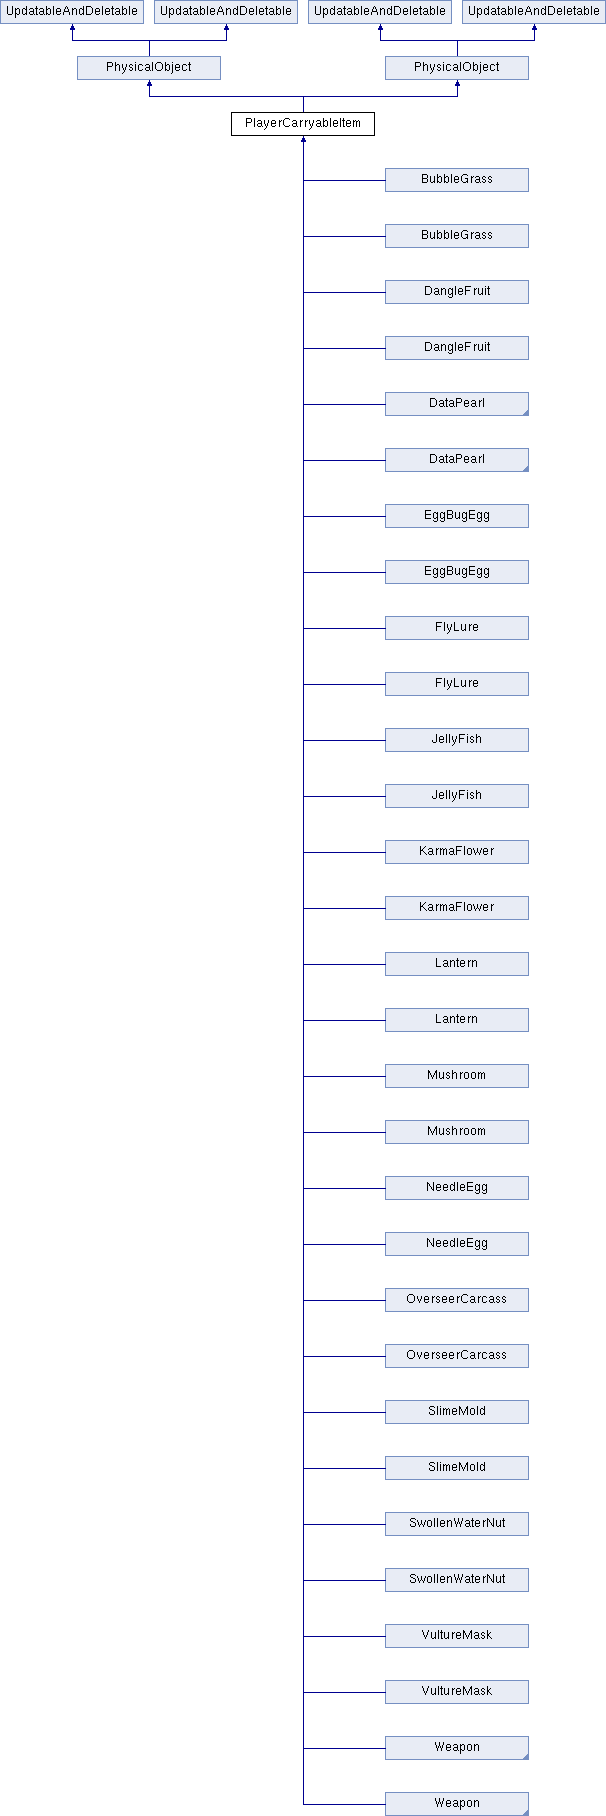 UpdatableAndDeletable UpdatableAndDeletable UpdatableAndDeletable UpdatableAndDeletable
PhysicalObject PhysicalObject
PlayerCarryableItem
BubbleGrass
BubbleGrass
DangleFruit
DangleFruit
DataPearl
DataPearl
EggBugEgg
EggBugEgg
FlyLure
FlyLure
JellyFish
JellyFish
KarmaFlower
KarmaFlower
Lantern
Lantern
Mushroom
Mushroom
NeedleEgg
NeedleEgg
OverseerCarcass
OverseerCarcass
SlimeMold
SlimeMold
SwollenWaterNut
SwollenWaterNut
VultureMask
VultureMask
Weapon
Weapon